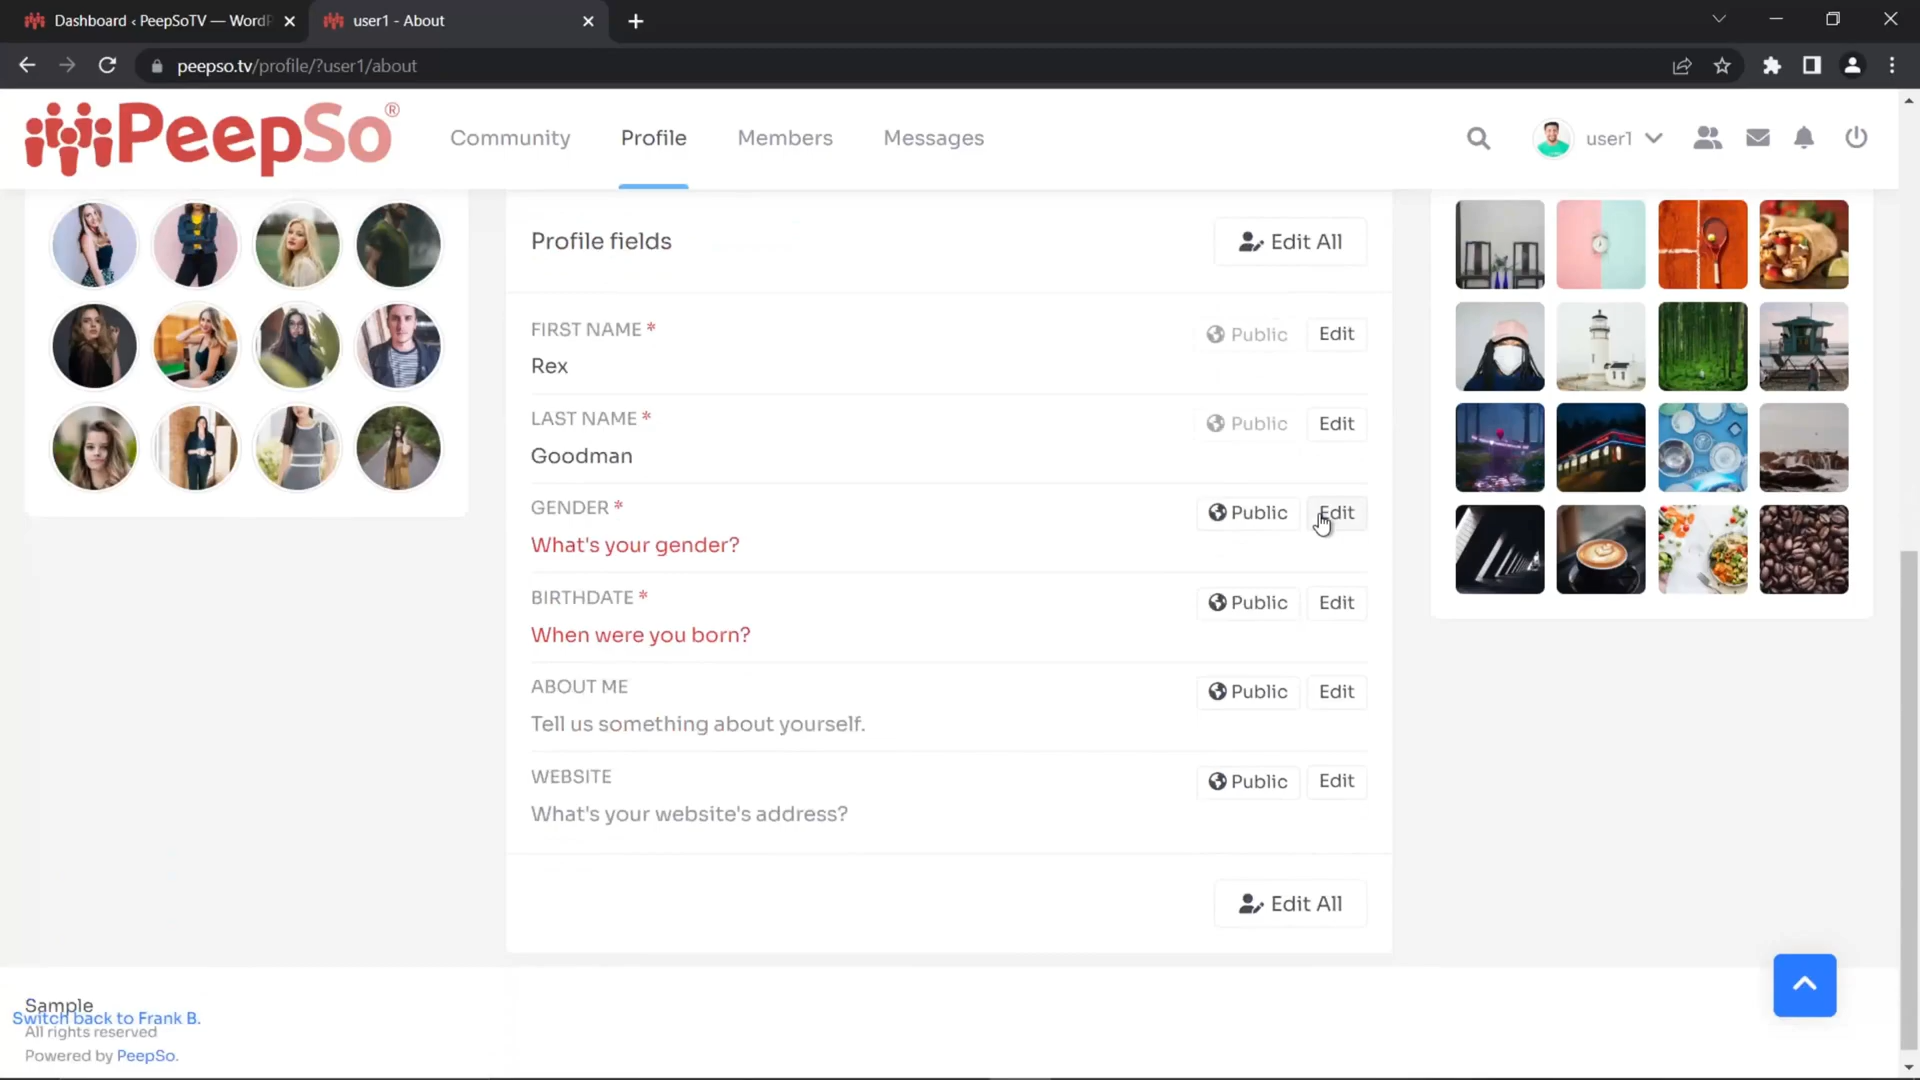 Dashboard ‹ PeepSoTV — WordP
user1 - About
peepso.tv/profile/?user1/about
PeepSo®
Community
Profile
Members
Messages
user1
Profile fields
Edit All
FIRST NAME *
Public
Edit
Rex
LAST NAME *
Public
Edit
Goodman
GENDER *
Public
Edit
What's your gender?
BIRTHDATE *
Public
Edit
When were you born?
ABOUT ME
Public
Edit
Tell us something about yourself.
WEBSITE
Public
Edit
What's your website's address?
Edit All
Sample
Switch back to Frank B.
All rights reserved
Powered by PeepSo.